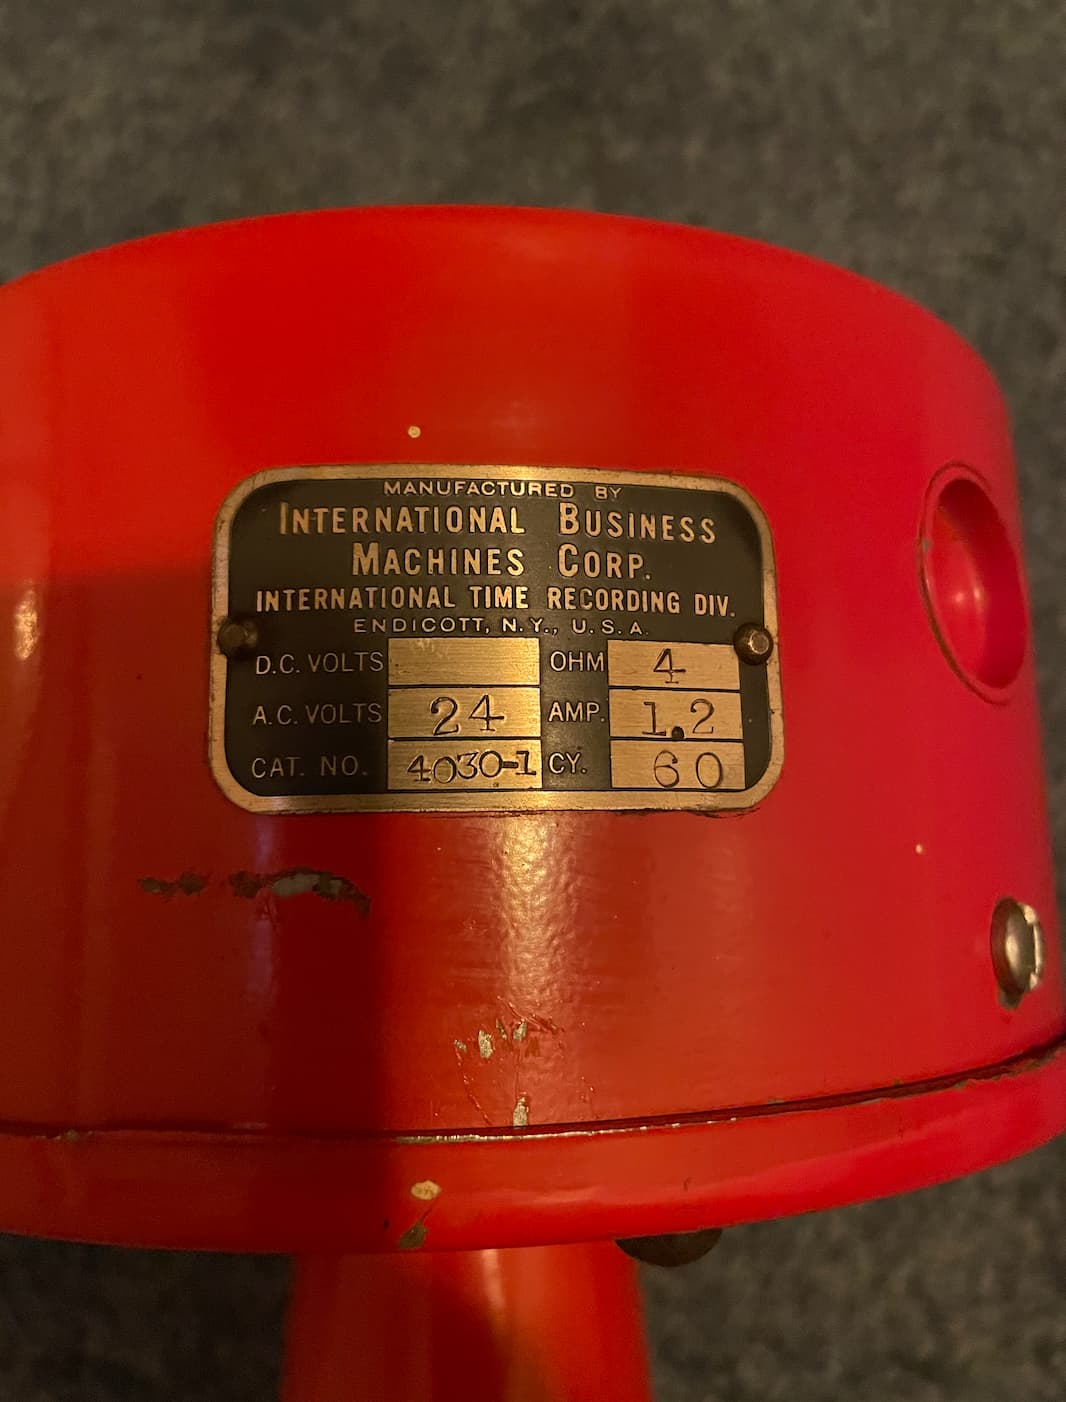 MANUFACTURED BY
INTERNATIONAL BUSINESS
MACHINES CORP.
INTERNATIONAL TIME RECORDING DIV.
ENDICOTT, N.Y., U.S.A.
D.C. VOLTS OHM 4
A.C. VOLTS 24 AMP. 1.2
CAT. NO. 4030-1 CY. 60